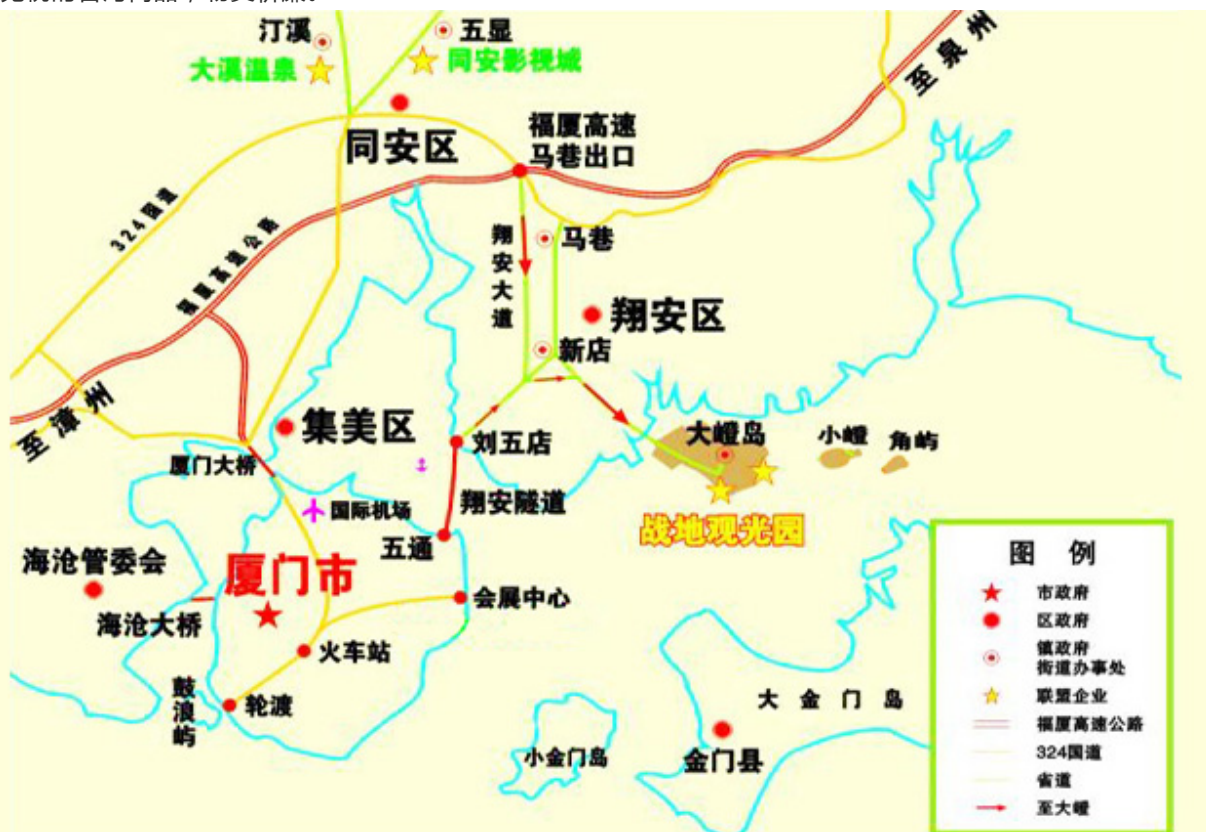 汀溪
五显
大溪温泉
同安影视城
至泉州
同安区
福厦高速
马巷出口
324国道
福厦高速公路
翔安大道
马巷
翔安区
新店
至漳州
集美区
刘五店
大嶝岛
小嶝
角屿
厦门大桥
国际机场
翔安隧道
战地观光园
五通
海沧管委会
厦门市
会展中心
海沧大桥
火车站
鼓浪屿
轮渡
大金门岛
小金门岛
金门县
图例
市政府
区政府
镇政府
街道办事处
联盟企业
福厦高速公路
324国道
省道
至大嶝